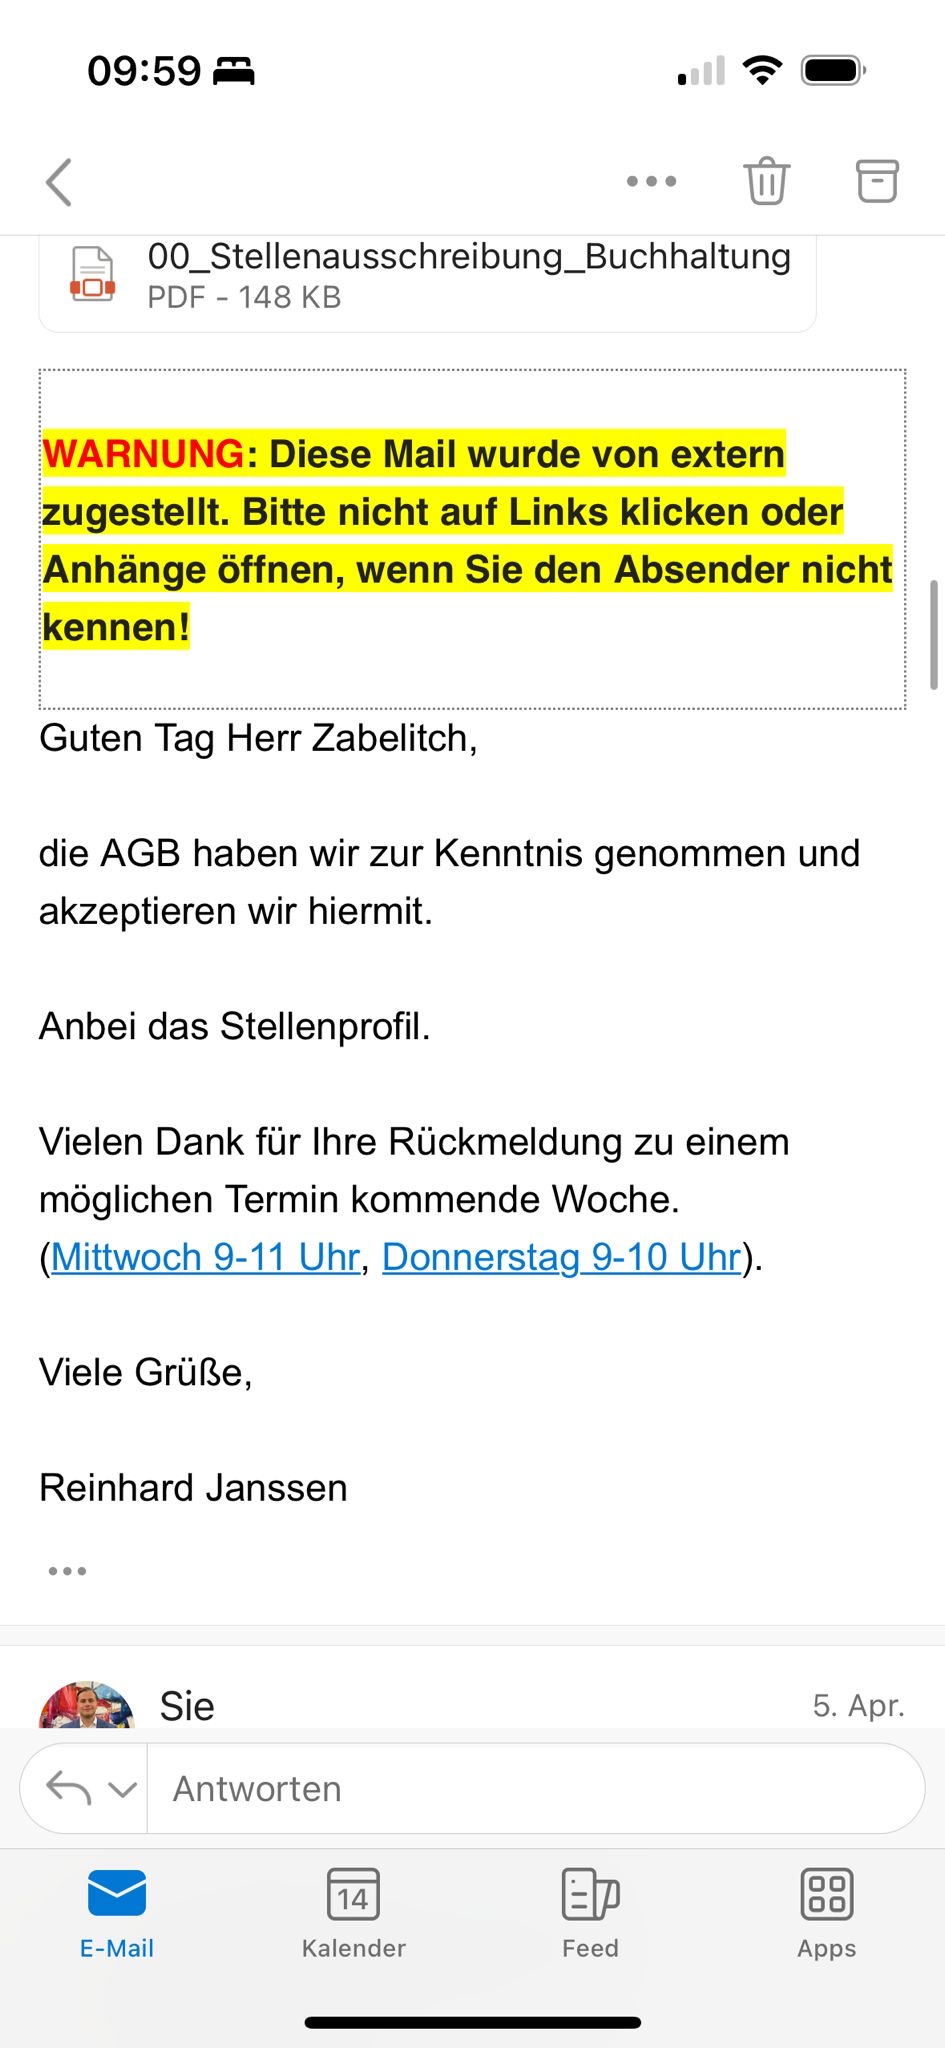 09:59
00_Stellenausschreibung_Buchhaltung
PDF - 148 KB
WARNUNG: Diese Mail wurde von extern
zugestellt. Bitte nicht auf Links klicken oder
Anhänge öffnen, wenn Sie den Absender nicht
kennen!
Guten Tag Herr Zabelitch,
die AGB haben wir zur Kenntnis genommen und
akzeptieren wir hiermit.
Anbei das Stellenprofil.
Vielen Dank für Ihre Rückmeldung zu einem
möglichen Termin kommende Woche.
(Mittwoch 9-11 Uhr, Donnerstag 9-10 Uhr).
Viele Grüße,
Reinhard Janssen
Sie 5. Apr.
Antworten
14
E-Mail Kalender Feed Apps